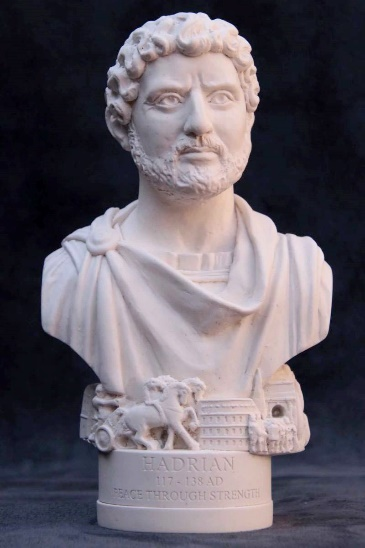 HADRIAN
117 - 138 AD
PEACE THROUGH STRENGTH